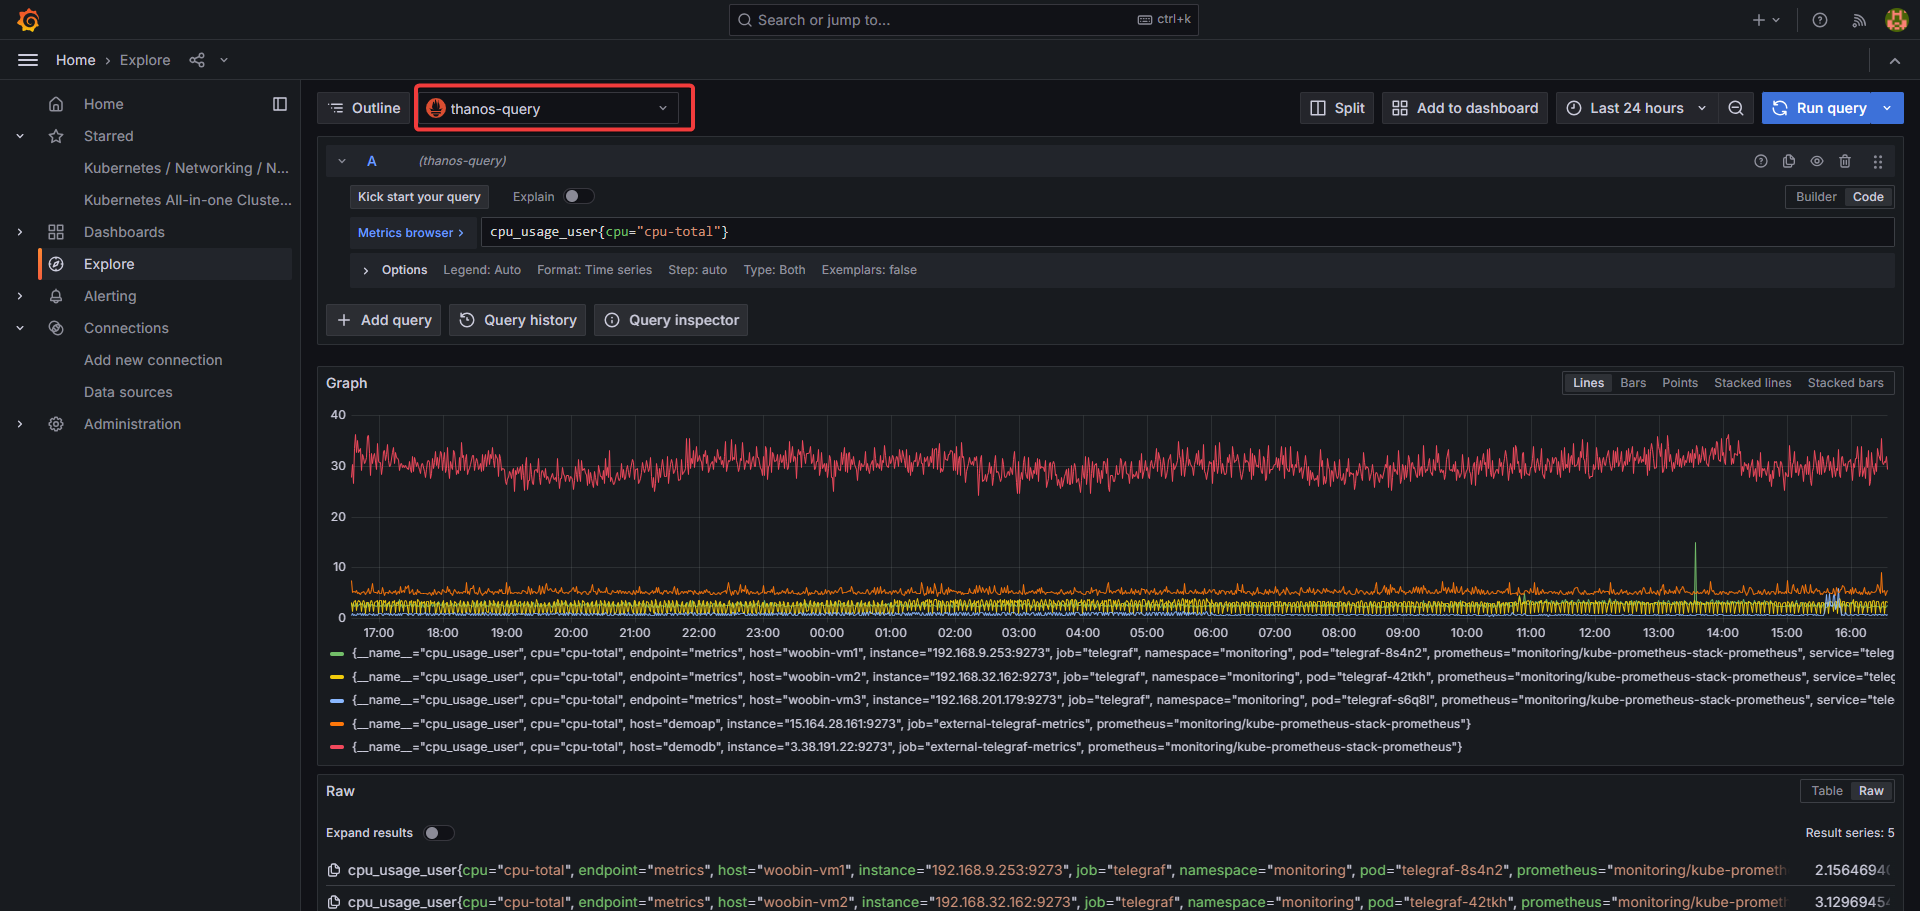 Search or jump to...
ctrl+k
Home › Explore
Home
Starred
Kubernetes / Networking / N...
Kubernetes All-in-one Cluste...
Dashboards
Explore
Alerting
Connections
Add new connection
Data sources
Administration
Outline
thanos-query
Split
Add to dashboard
Last 24 hours
Run query
A
(thanos-query)
Kick start your query
Explain
Builder
Code
Metrics browser >
cpu_usage_user{cpu="cpu-total"}
Options
Legend: Auto
Format: Time series
Step: auto
Type: Both
Exemplars: false
Add query
Query history
Query inspector
Graph
Lines
Bars
Points
Stacked lines
Stacked bars
40
30
20
10
0
17:00 18:00 19:00 20:00 21:00 22:00 23:00 00:00 01:00 02:00 03:00 04:00 05:00 06:00 07:00 08:00 09:00 10:00 11:00 12:00 13:00 14:00 15:00 16:00
{__name__="cpu_usage_user", cpu="cpu-total", endpoint="metrics", host="woobin-vm1", instance="192.168.9.253:9273", job="telegraf", namespace="monitoring", pod="telegraf-8s4n2", prometheus="monitoring/kube-prometheus-stack-prometheus", service="teleg
{__name__="cpu_usage_user", cpu="cpu-total", endpoint="metrics", host="woobin-vm2", instance="192.168.32.162:9273", job="telegraf", namespace="monitoring", pod="telegraf-42tkh", prometheus="monitoring/kube-prometheus-stack-prometheus", service="teleg
{__name__="cpu_usage_user", cpu="cpu-total", endpoint="metrics", host="woobin-vm3", instance="192.168.201.179:9273", job="telegraf", namespace="monitoring", pod="telegraf-s6q8l", prometheus="monitoring/kube-prometheus-stack-prometheus", service="tele
{__name__="cpu_usage_user", cpu="cpu-total", host="demoap", instance="15.164.28.161:9273", job="external-telegraf-metrics", prometheus="monitoring/kube-prometheus-stack-prometheus"}
{__name__="cpu_usage_user", cpu="cpu-total", host="demodb", instance="3.38.191.22:9273", job="external-telegraf-metrics", prometheus="monitoring/kube-prometheus-stack-prometheus"}
Raw
Table
Raw
Expand results
Result series: 5
cpu_usage_user{cpu="cpu-total", endpoint="metrics", host="woobin-vm1", instance="192.168.9.253:9273", job="telegraf", namespace="monitoring", pod="telegraf-8s4n2", prometheus="monitoring/kube-prometh 2.1564694
cpu_usage_user{cpu="cpu-total", endpoint="metrics", host="woobin-vm2", instance="192.168.32.162:9273", job="telegraf", namespace="monitoring", pod="telegraf-42tkh", prometheus="monitoring/kube-promet 3.1296945